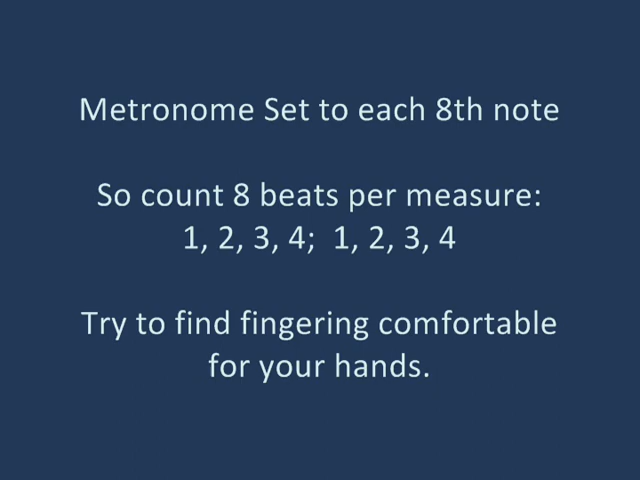 Metronome Set to each 8th note
So count 8 beats per measure:
1, 2, 3, 4;  1, 2, 3, 4
Try to find fingering comfortable
for your hands.